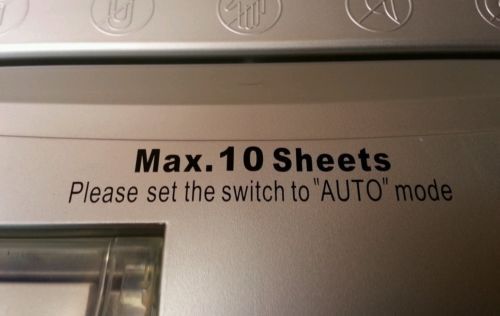 Max.10 Sheets
Please set the switch to "AUTO" mode